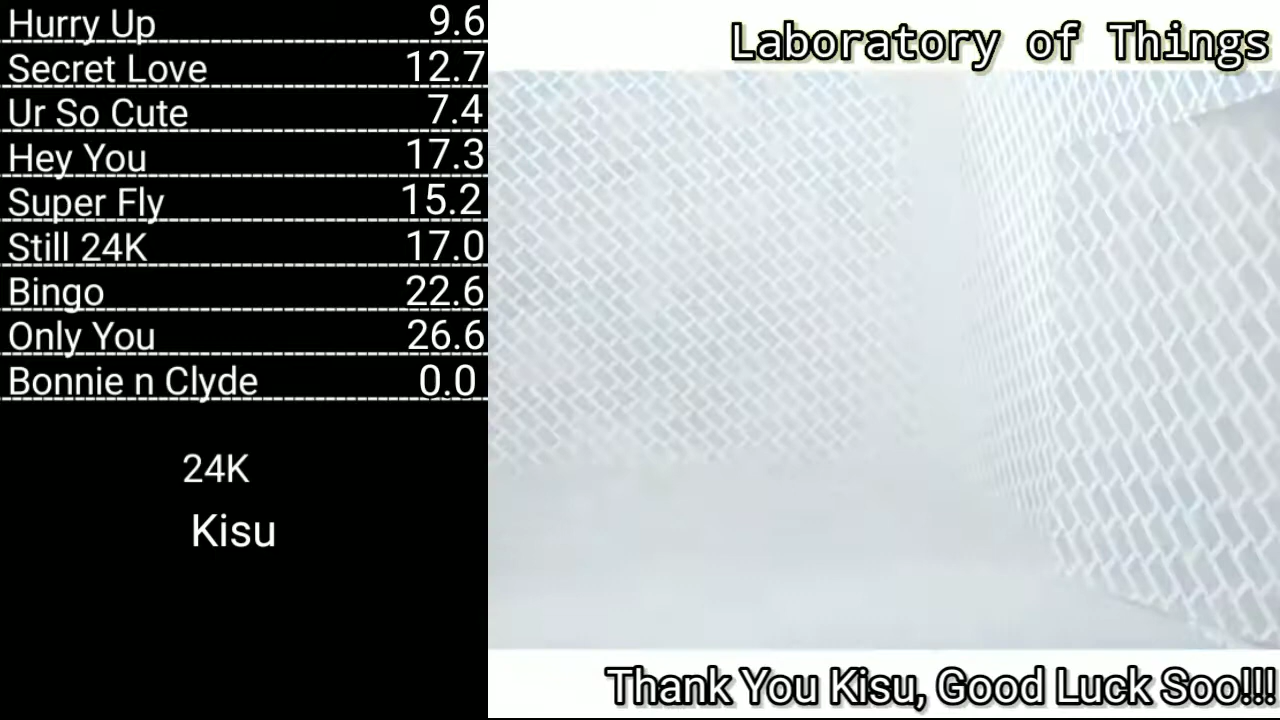 Hurry Up 9.6
Secret Love 12.7
Ur So Cute 7.4
Hey You 17.3
Super Fly 15.2
Still 24K 17.0
Bingo 22.6
Only You 26.6
Bonnie n Clyde 0.0
24K
Kisu
Laboratory of Things
Thank You Kisu, Good Luck Soo!!!